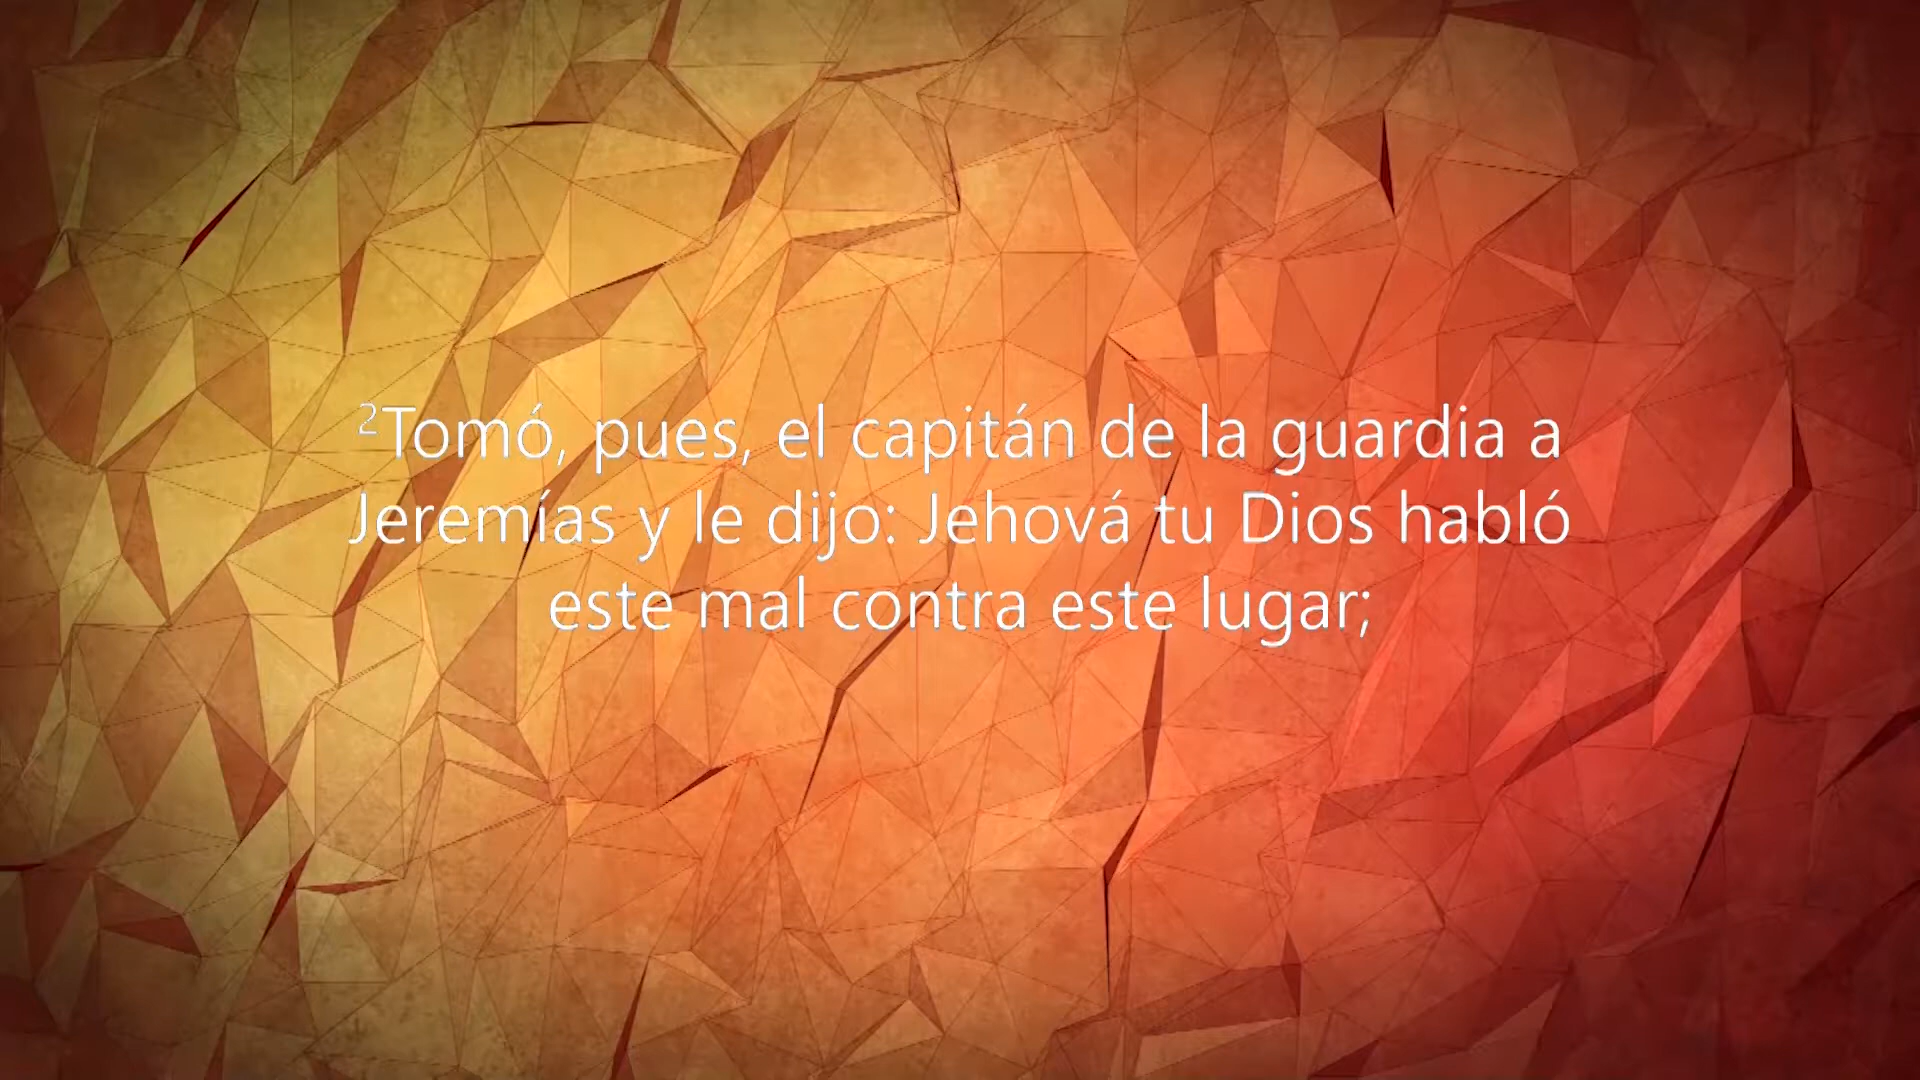 ²Tomó, pues, el capitán de la guardia a
Jeremías y le dijo: Jehová tu Dios habló
este mal contra este lugar;